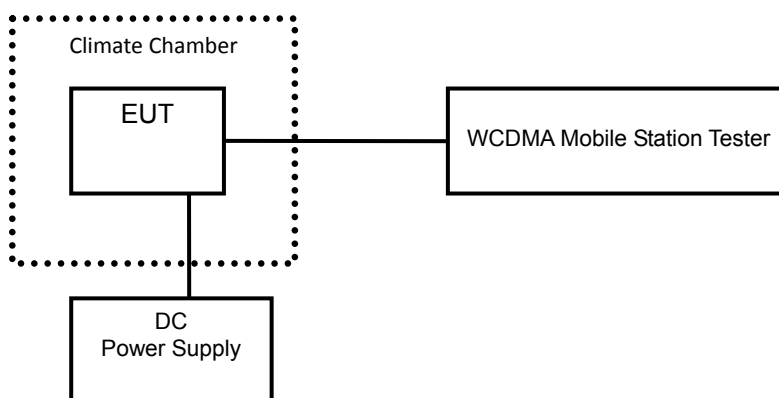 Climate Chamber
EUT
WCDMA Mobile Station Tester
DC
Power Supply